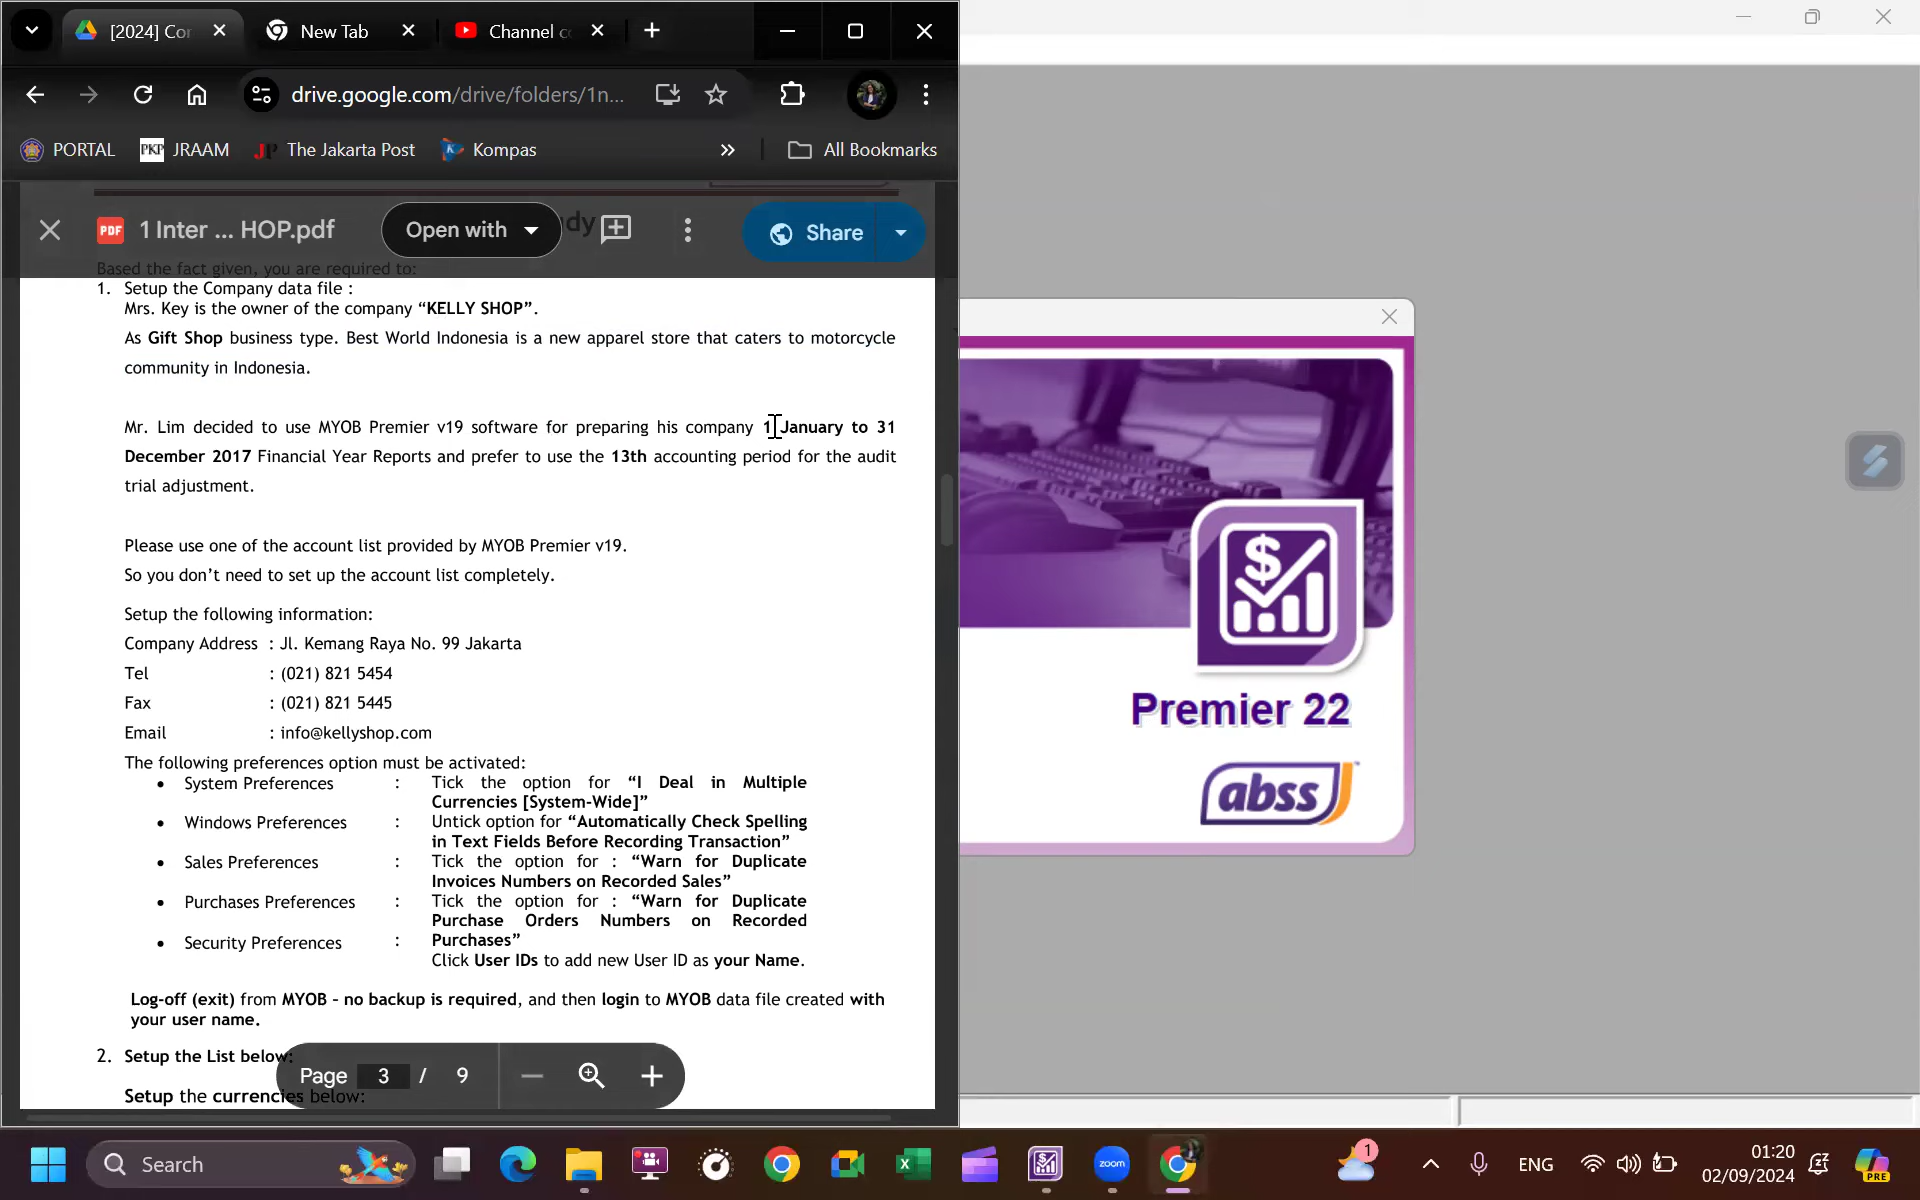 [2024] Cor
New Tab
Channel c
drive.google.com/drive/folders/1n...
PORTAL
PKP JRAAM
JP The Jakarta Post
Kompas
All Bookmarks
PDF 1 Inter ... HOP.pdf
Open with
dy
Share
Based the fact given, you are required to:
1. Setup the Company data file :
Mrs. Key is the owner of the company “KELLY SHOP”.
As Gift Shop business type. Best World Indonesia is a new apparel store that caters to motorcycle
community in Indonesia.
Mr. Lim decided to use MYOB Premier v19 software for preparing his company 1 January to 31
December 2017 Financial Year Reports and prefer to use the 13th accounting period for the audit
trial adjustment.
Please use one of the account list provided by MYOB Premier v19.
So you don’t need to set up the account list completely.
Setup the following information:
Company Address : Jl. Kemang Raya No. 99 Jakarta
Tel : (021) 821 5454
Fax : (021) 821 5445
Email : info@kellyshop.com
The following preferences option must be activated:
• System Preferences : Tick the option for “I Deal in Multiple
Currencies [System-Wide]”
• Windows Preferences : Untick option for “Automatically Check Spelling
in Text Fields Before Recording Transaction”
• Sales Preferences : Tick the option for : “Warn for Duplicate
Invoices Numbers on Recorded Sales”
• Purchases Preferences : Tick the option for : “Warn for Duplicate
Purchase Orders Numbers on Recorded
• Security Preferences : Purchases”
Click User IDs to add new User ID as your Name.
Log-off (exit) from MYOB – no backup is required, and then login to MYOB data file created with
your user name.
2. Setup the List below:
Page 3 / 9
Setup the currencies below:
Premier 22
abss
Search
zoom
1
ENG
01:20
02/09/2024
PRE